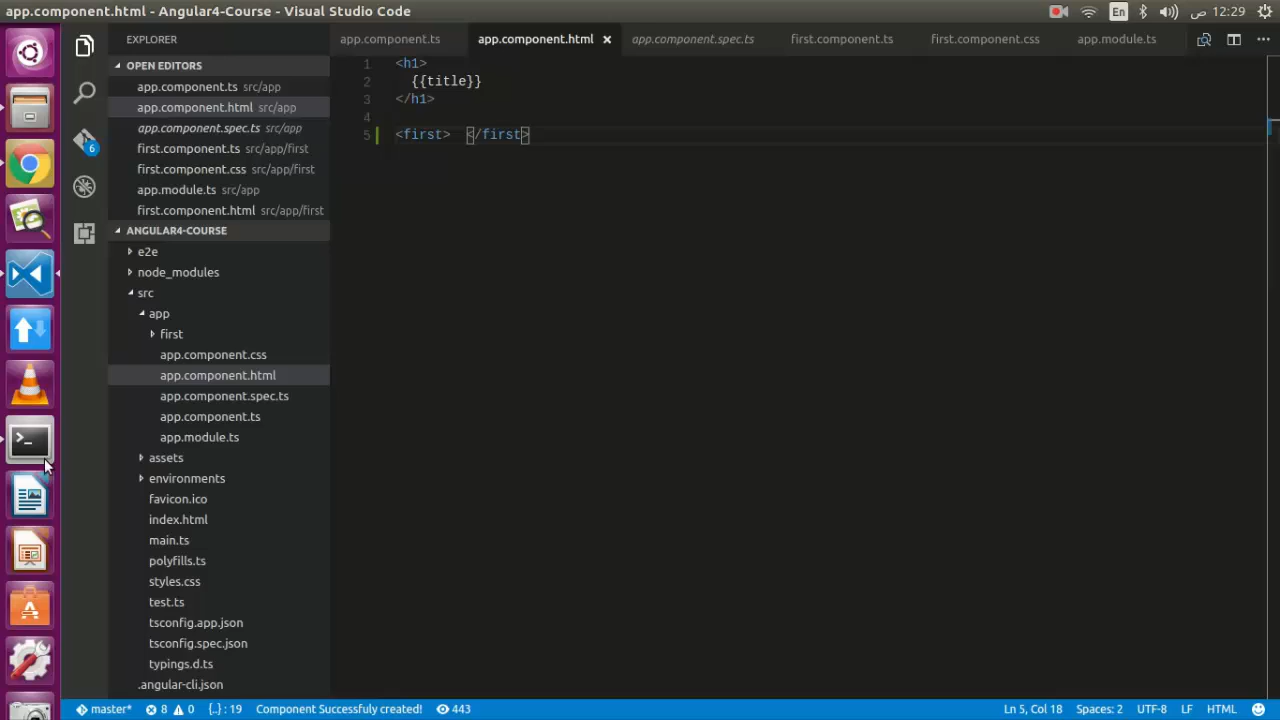 app.component.html - Angular4-Course - Visual Studio Code
En
ص 12:29
EXPLORER
app.component.ts
app.component.html ×
app.component.spec.ts
first.component.ts
first.component.css
app.module.ts
OPEN EDITORS
app.component.ts src/app
app.component.html src/app
app.component.spec.ts src/app
first.component.ts src/app/first
first.component.css src/app/first
app.module.ts src/app
first.component.html src/app/first
ANGULAR4-COURSE
e2e
node_modules
src
app
first
app.component.css
app.component.html
app.component.spec.ts
app.component.ts
app.module.ts
assets
environments
favicon.ico
index.html
main.ts
polyfills.ts
styles.css
test.ts
tsconfig.app.json
tsconfig.spec.json
typings.d.ts
.angular-cli.json
6
1 <h1>
2 {{title}}
3 </h1>
4
5 <first>  </first>
master* 8 0 {..} : 19 Component Successfuly created! 443
Ln 5, Col 18 Spaces: 2 UTF-8 LF HTML